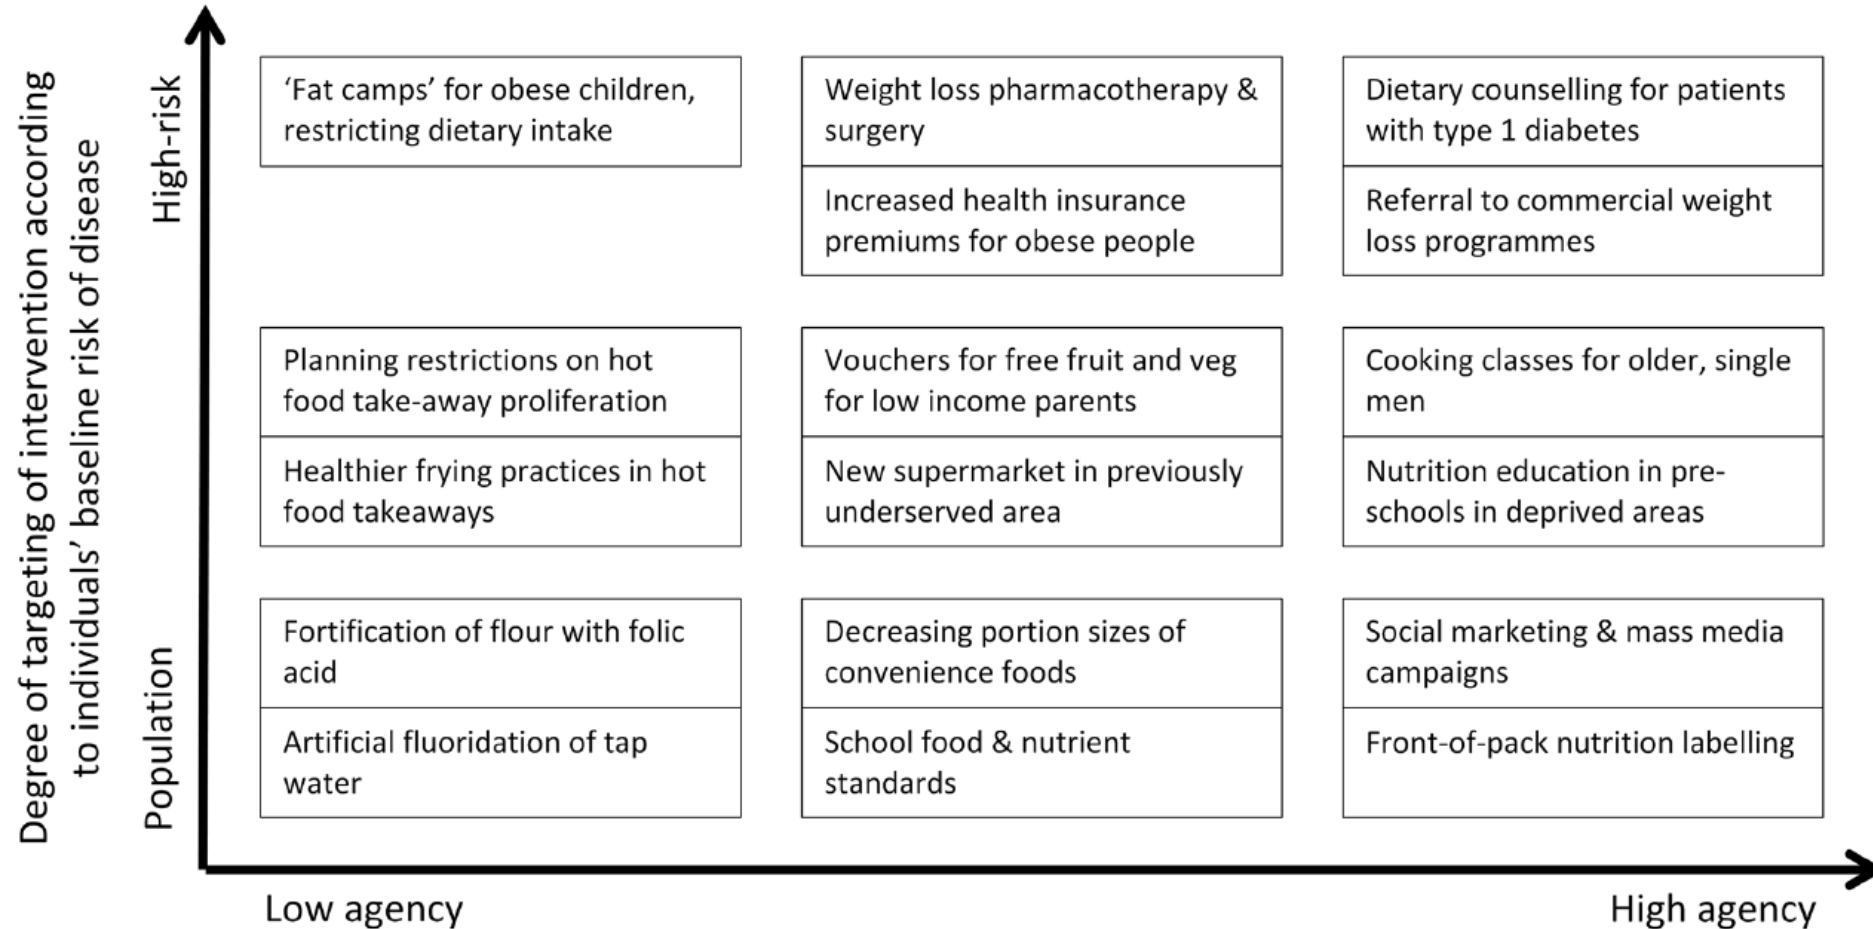 Degree of targeting of intervention according
to individuals’ baseline risk of disease
High-risk
Population
‘Fat camps’ for obese children,
restricting dietary intake
Weight loss pharmacotherapy &
surgery
Increased health insurance
premiums for obese people
Dietary counselling for patients
with type 1 diabetes
Referral to commercial weight
loss programmes
Planning restrictions on hot
food take-away proliferation
Healthier frying practices in hot
food takeaways
Vouchers for free fruit and veg
for low income parents
New supermarket in previously
underserved area
Cooking classes for older, single
men
Nutrition education in pre-
schools in deprived areas
Fortification of flour with folic
acid
Artificial fluoridation of tap
water
Decreasing portion sizes of
convenience foods
School food & nutrient
standards
Social marketing & mass media
campaigns
Front-of-pack nutrition labelling
Low agency
High agency